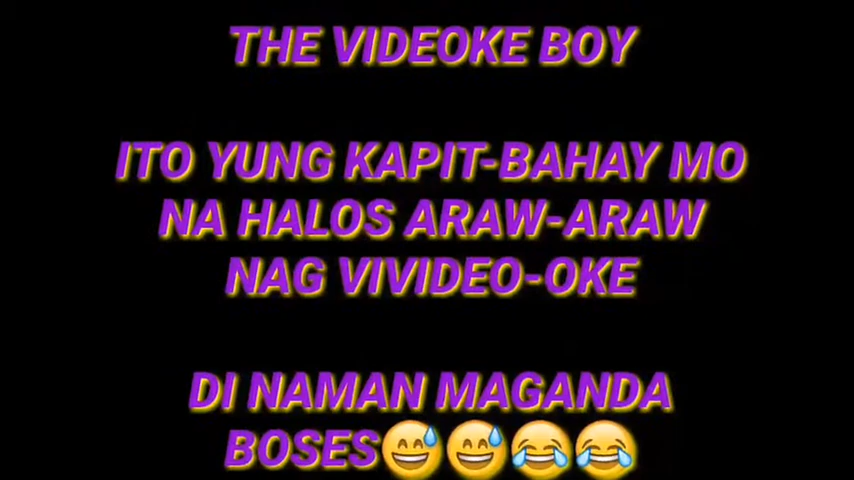 THE VIDEOKE BOY
ITO YUNG KAPIT-BAHAY MO
NA HALOS ARAW-ARAW
NAG VIVIDEO-OKE
DI NAMAN MAGANDA
BOSES😅😅😂😂